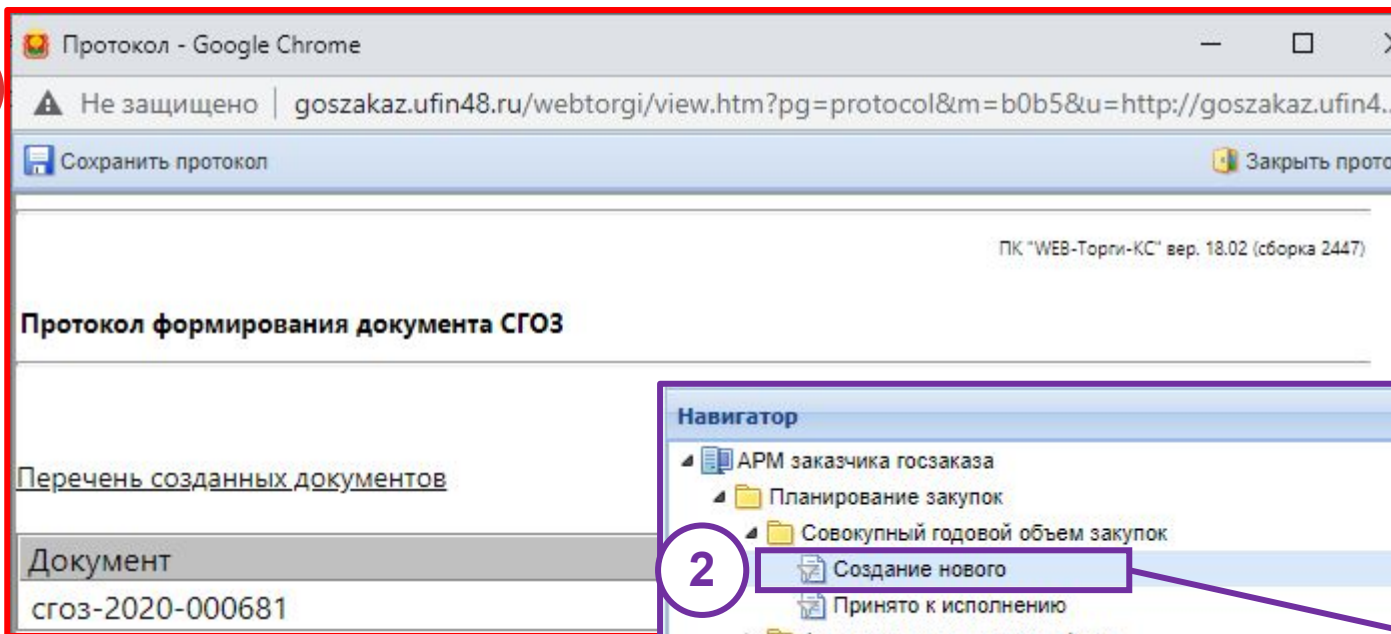 Протокол - Google Chrome
Не защищено | goszakaz.ufin48.ru/webtorgi/view.htm?pg=protocol&m=b0b5&u=http://goszakaz.ufin4...
Сохранить протокол
Закрыть прото
ПК "WEB-Торги-КС" вер. 18.02 (сборка 2447)
Протокол формирования документа СГОЗ
Перечень созданных документов
Документ
сгоз-2020-000681
Навигатор
АРМ заказчика госзаказа
Планирование закупок
Совокупный годовой объем закупок
2
Создание нового
Принято к исполнению